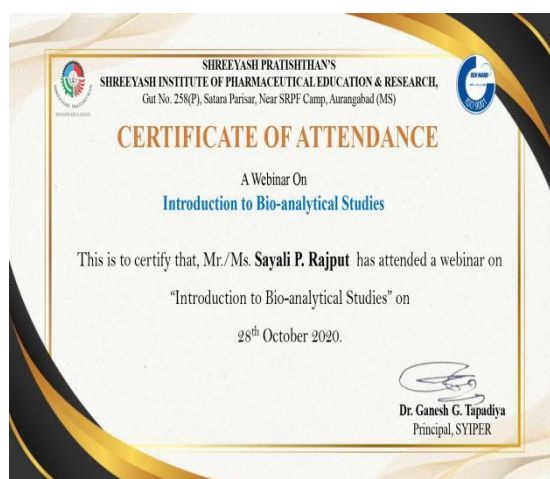 SHREEYASH PRATISHTHAN'S
SHREEYASH INSTITUTE OF PHARMACEUTICAL EDUCATION & RESEARCH,
Gut No. 258(P), Satara Parisar, Near SRPF Camp, Aurangabad (MS)
ISO 9001
CERTIFICATE OF ATTENDANCE
A Webinar On
Introduction to Bio-analytical Studies
This is to certify that, Mr./Ms. Sayali P. Rajput has attended a webinar on
“Introduction to Bio-analytical Studies” on
28th October 2020.
Dr. Ganesh G. Tapadiya
Principal, SYIPER